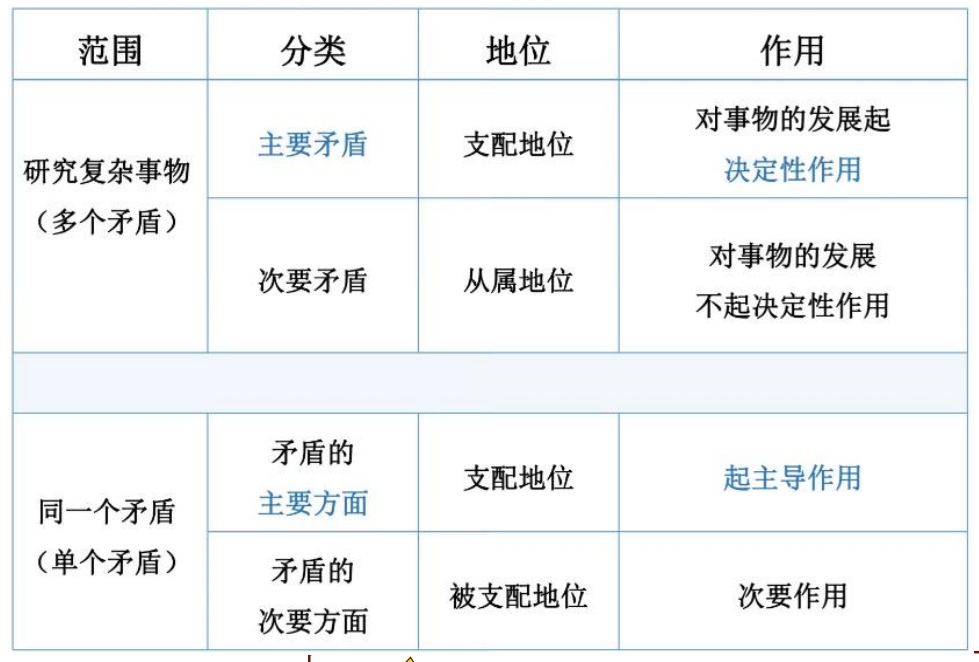 范围 分类 地位 作用
研究复杂事物
（多个矛盾）
主要矛盾
支配地位
对事物的发展起
决定性作用
次要矛盾
从属地位
对事物的发展
不起决定性作用
同一个矛盾
（单个矛盾）
矛盾的
主要方面
支配地位
起主导作用
矛盾的
次要方面
被支配地位
次要作用